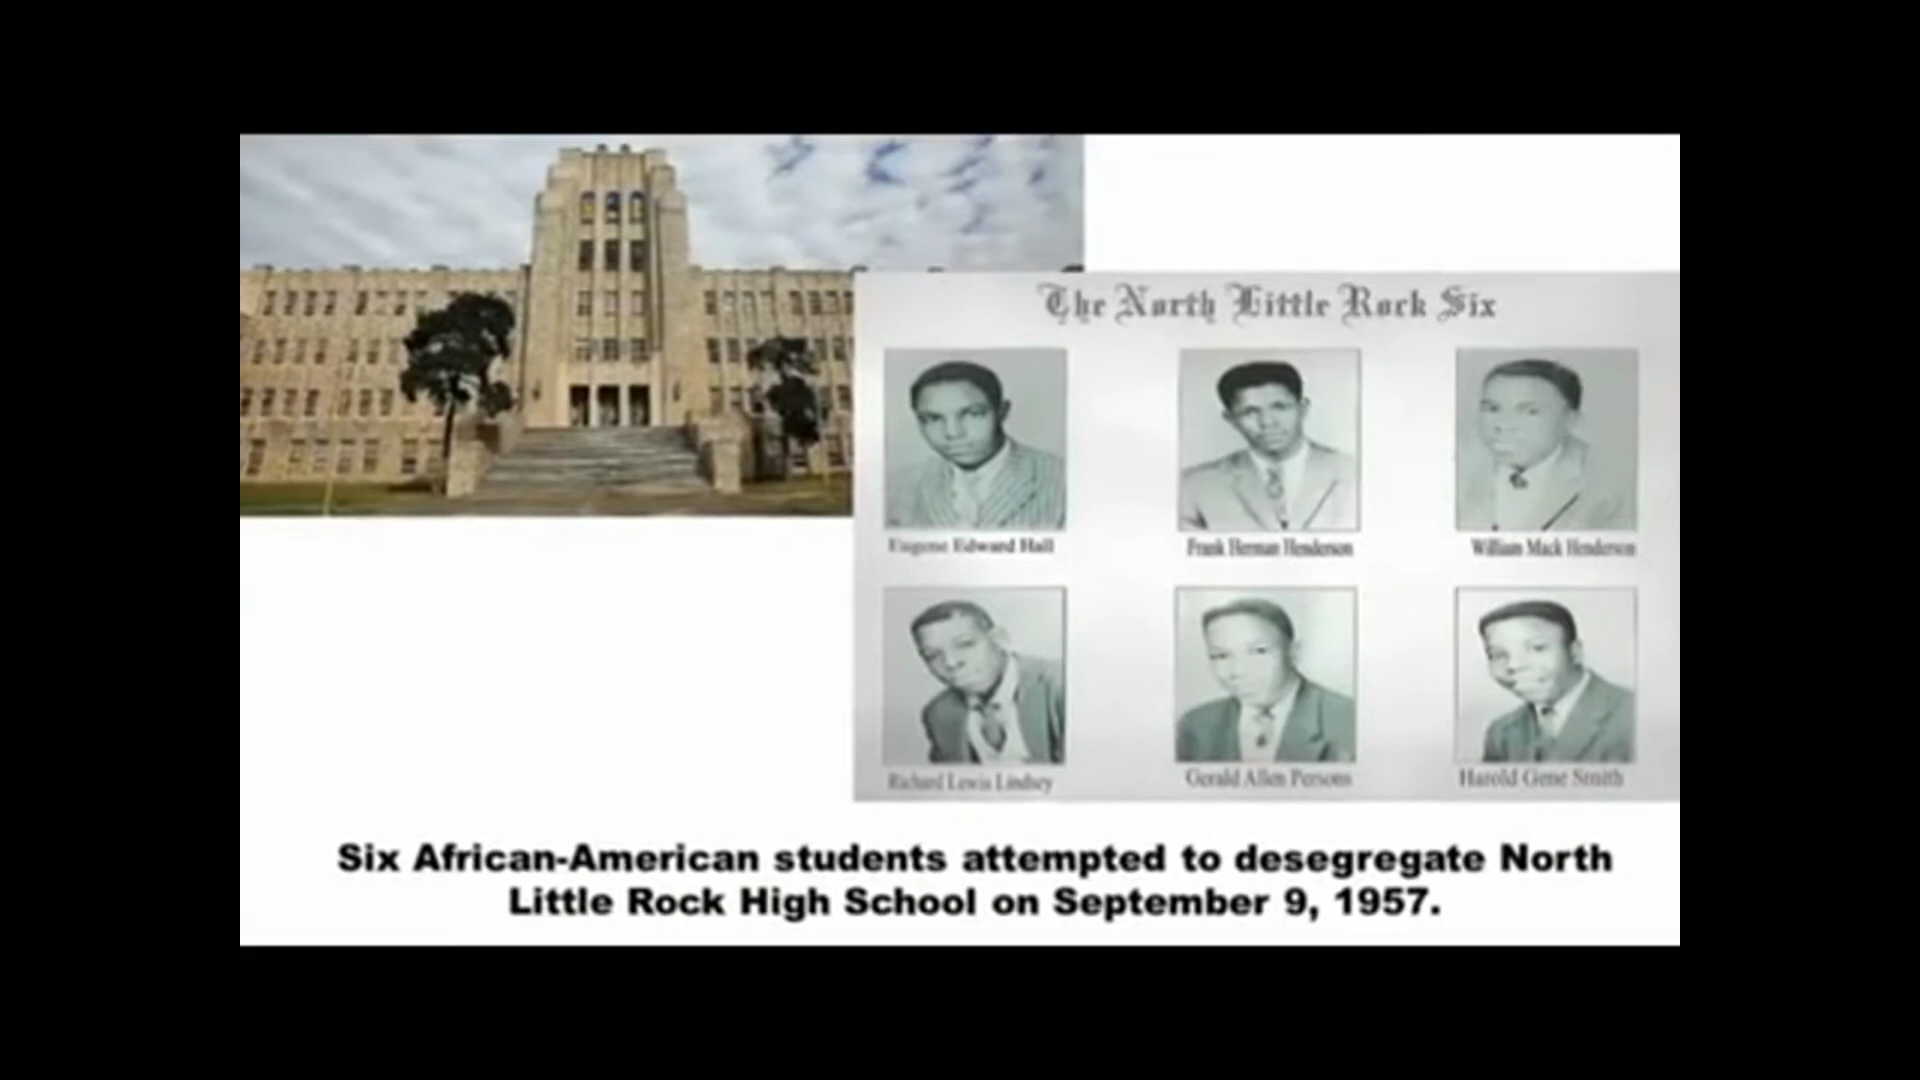 The North Little Rock Six
Eugene Edward Hall
Frank Herman Henderson
William Mack Henderson
Richard Lewis Lindsey
Gerald Allen Persons
Harold Gene Smith
Six African-American students attempted to desegregate North
Little Rock High School on September 9, 1957.